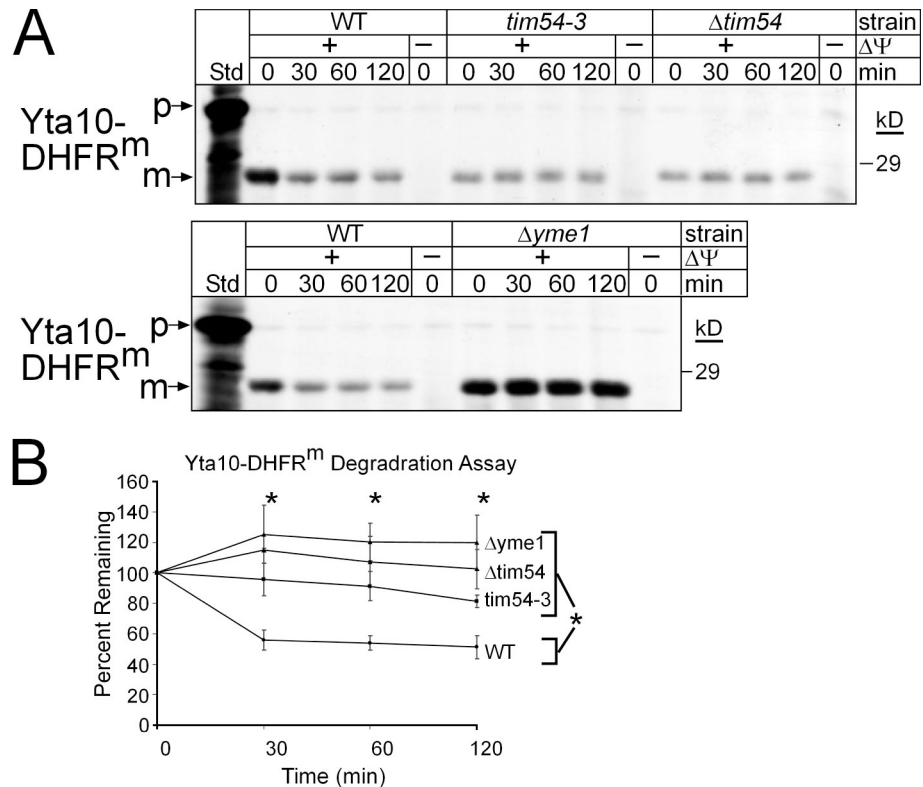 A
WT tim54-3 Δtim54 strain
+ − + − + − ΔΨ
Std 0 30 60 120 0 0 30 60 120 0 0 30 60 120 0 min
Yta10-
DHFRm
p
m
kD
29
WT Δyme1 strain
+ − + − ΔΨ
Std 0 30 60 120 0 0 30 60 120 0 min
Yta10-
DHFRm
p
m
kD
29
B
Yta10-DHFRm Degradration Assay
Percent Remaining
160
140
120
100
80
60
40
20
0
* * *
Δyme1
Δtim54
tim54-3
WT
*
0 30 60 120
Time (min)